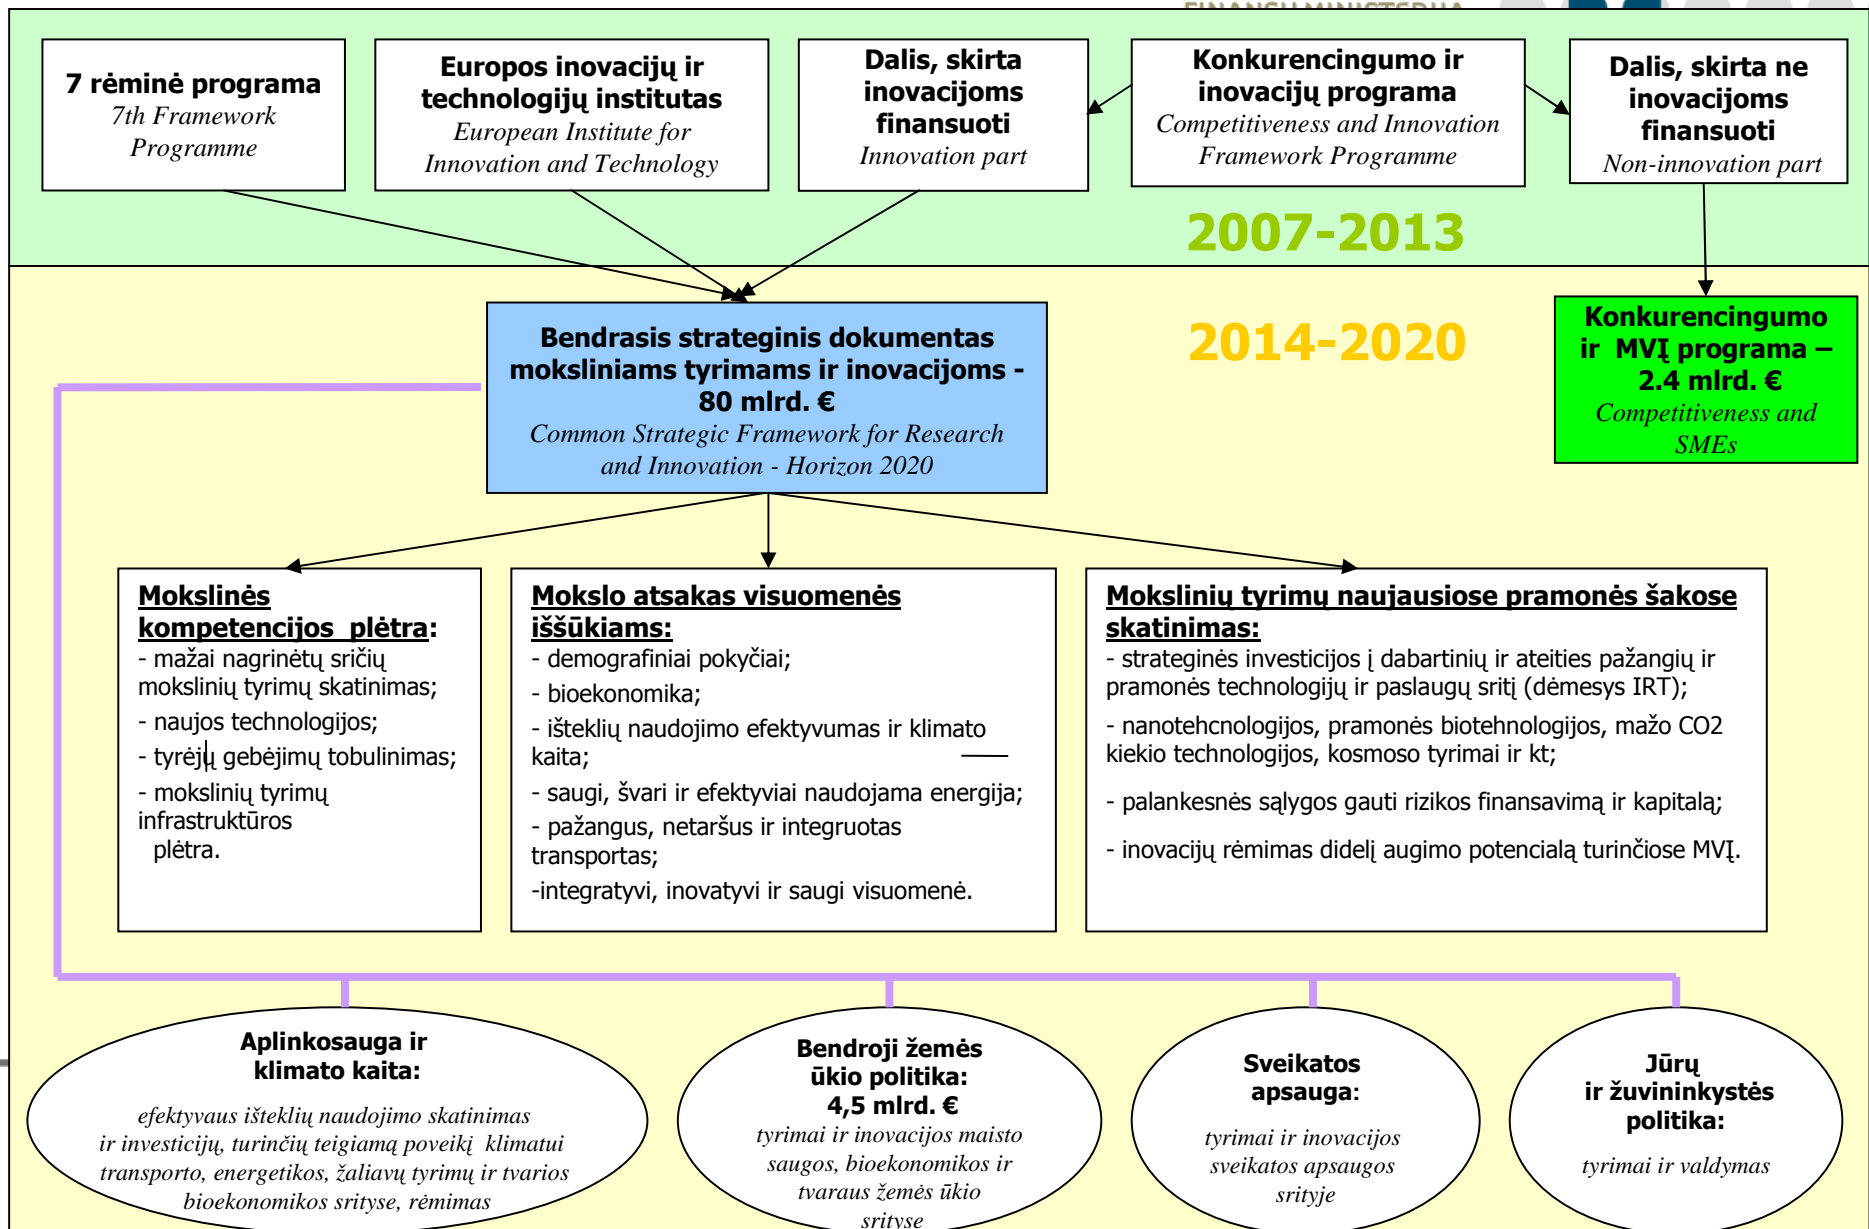 FINANSŲ MINISTERIJA
7 rėminė programa
7th Framework
Programme
Europos inovacijų ir
technologijų institutas
European Institute for
Innovation and Technology
Dalis, skirta
inovacijoms
finansuoti
Innovation part
Konkurencingumo ir
inovacijų programa
Competitiveness and Innovation
Framework Programme
Dalis, skirta ne
inovacijoms
finansuoti
Non-innovation part
2007-2013
Bendrasis strateginis dokumentas
moksliniams tyrimams ir inovacijoms -
80 mlrd. €
Common Strategic Framework for Research
and Innovation - Horizon 2020
2014-2020
Konkurencingumo
ir MVĮ programa –
2.4 mlrd. €
Competitiveness and
SMEs
Mokslinės
kompetencijos plėtra:
- mažai nagrinėtų sričių
mokslinių tyrimų skatinimas;
- naujos technologijos;
- tyrėjų gebėjimų tobulinimas;
- mokslinių tyrimų
infrastruktūros
plėtra.
Mokslo atsakas visuomenės
iššūkiams:
- demografiniai pokyčiai;
- bioekonomika;
- išteklių naudojimo efektyvumas ir klimato
kaita;
- saugi, švari ir efektyviai naudojama energija;
- pažangus, netaršus ir integruotas
transportas;
-integratyvi, inovatyvi ir saugi visuomenė.
Mokslinių tyrimų naujausiose pramonės šakose
skatinimas:
- strateginės investicijos į dabartinių ir ateities pažangių ir
pramonės technologijų ir paslaugų sritį (dėmesys IRT);
- nanotehcnologijos, pramonės biotehnologijos, mažo CO2
kiekio technologijos, kosmoso tyrimai ir kt;
- palankesnės sąlygos gauti rizikos finansavimą ir kapitalą;
- inovacijų rėmimas didelį augimo potencialą turinčiose MVĮ.
Aplinkosauga ir
klimato kaita:
efektyvaus išteklių naudojimo skatinimas
ir investicijų, turinčių teigiamą poveikį klimatui
transporto, energetikos, žaliavų tyrimų ir tvarios
bioekonomikos srityse, rėmimas
Bendroji žemės
ūkio politika:
4,5 mlrd. €
tyrimai ir inovacijos maisto
saugos, bioekonomikos ir
tvaraus žemės ūkio
srityse
Sveikatos
apsauga:
tyrimai ir inovacijos
sveikatos apsaugos
srityje
Jūrų
ir žuvininkystės
politika:
tyrimai ir valdymas